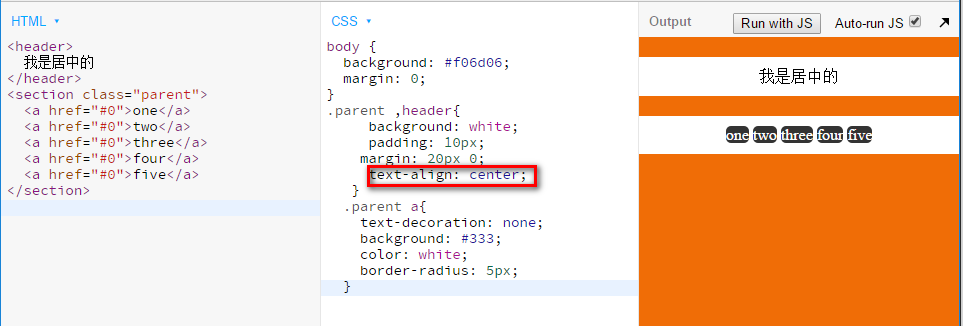 HTML
<header>
我是居中的
</header>
<section class="parent">
<a href="#0">one</a>
<a href="#0">two</a>
<a href="#0">three</a>
<a href="#0">four</a>
<a href="#0">five</a>
</section>
CSS
body {
background: #f06d06;
margin: 0;
}
.parent ,header{
background: white;
padding: 10px;
margin: 20px 0;
text-align: center;
}
.parent a{
text-decoration: none;
background: #333;
color: white;
border-radius: 5px;
}
Output Run with JS Auto-run JS
我是居中的
one two three four five